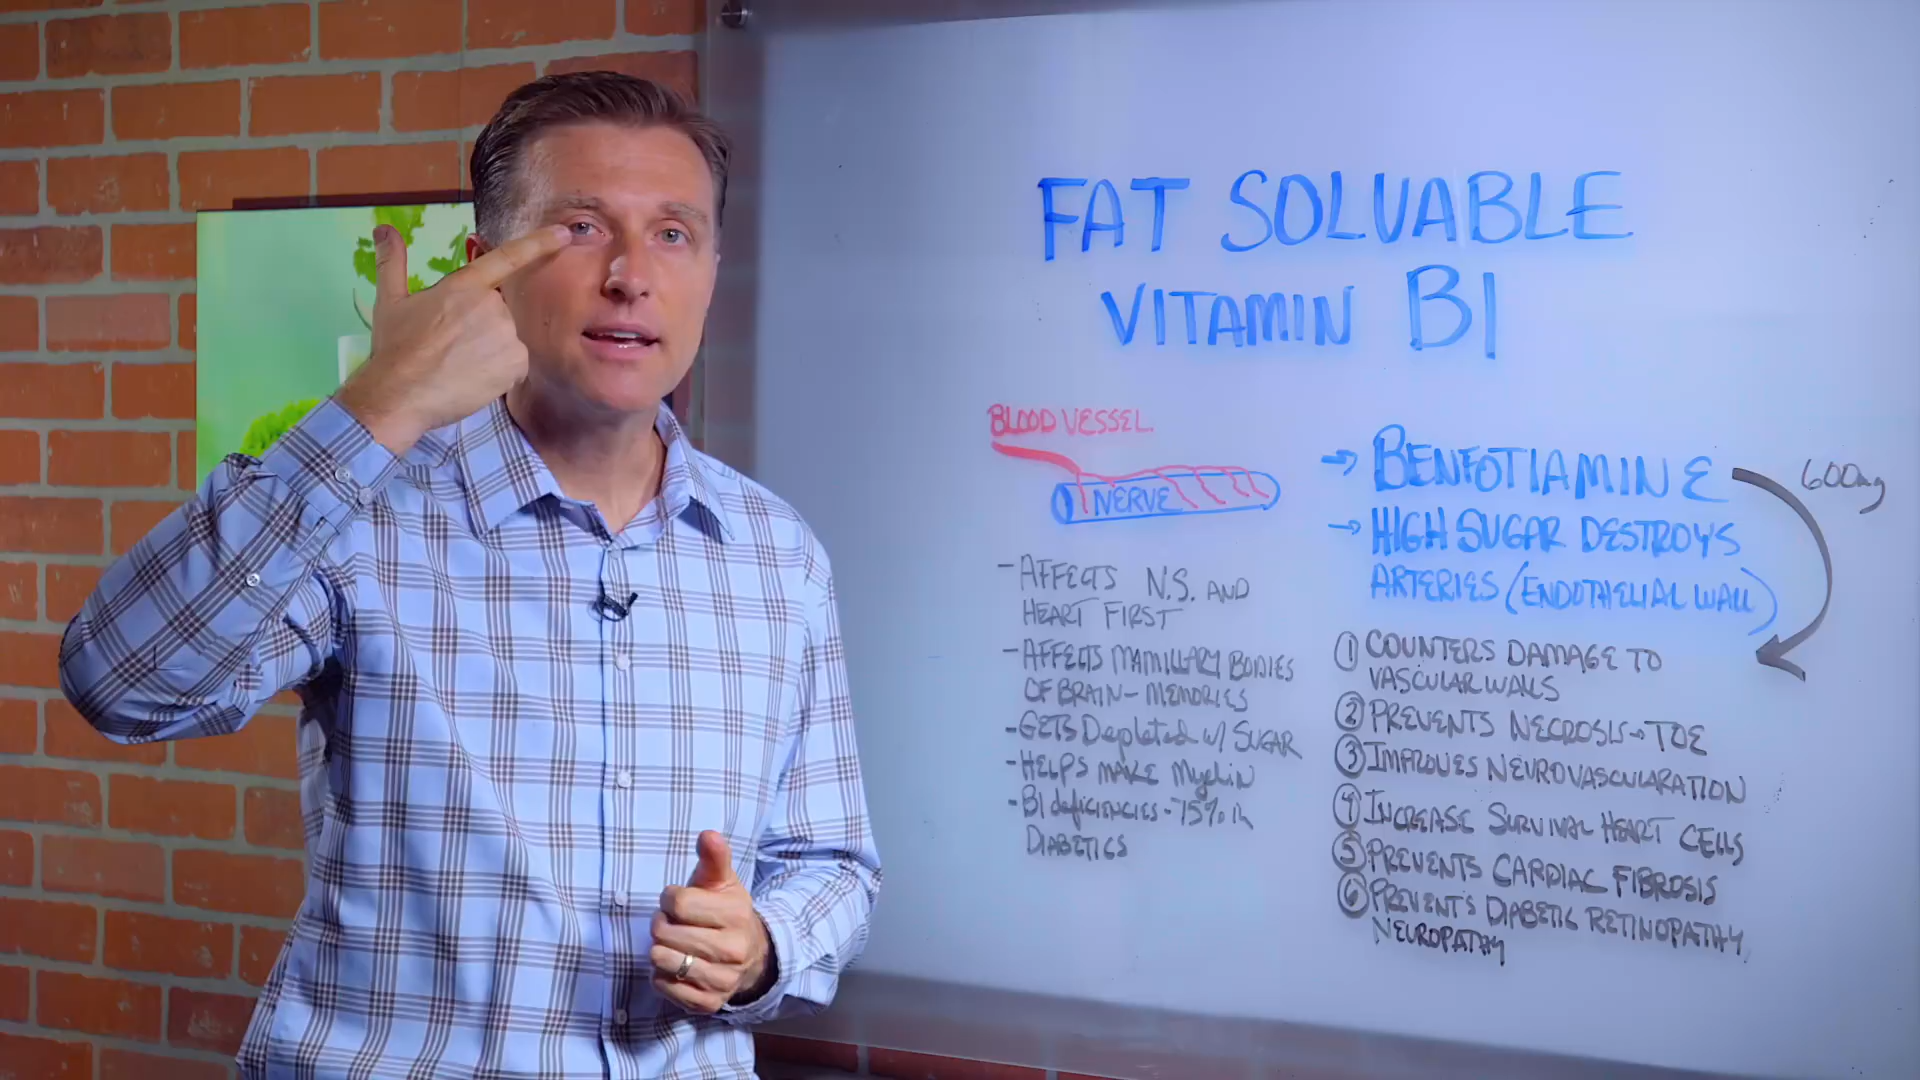 FAT SOLUABLE
VITAMIN B1
BLOOD VESSEL
NERVE
- AFFECTS N.S. AND
HEART FIRST
- AFFECTS MAMILLARY BODIES
OF BRAIN - MEMORIES
- GETS Depleted w/ SUGAR
- HELPS MAKE Myelin
- B1 deficiencies - 75% in
DIABETICS
→ BENFOTIAMINE
600mg
→ HIGH SUGAR DESTROYS
ARTERIES (ENDOTHELIAL WALL)
① COUNTERS DAMAGE TO
VASCULAR WALLS
② PREVENTS NECROSIS → TOE
③ IMPROVES NEUROVASCULARATION
④ INCREASE SURVIVAL HEART CELLS
⑤ PREVENTS CARDIAC FIBROSIS
⑥ PREVENTS DIABETIC RETINOPATHY,
NEUROPATHY